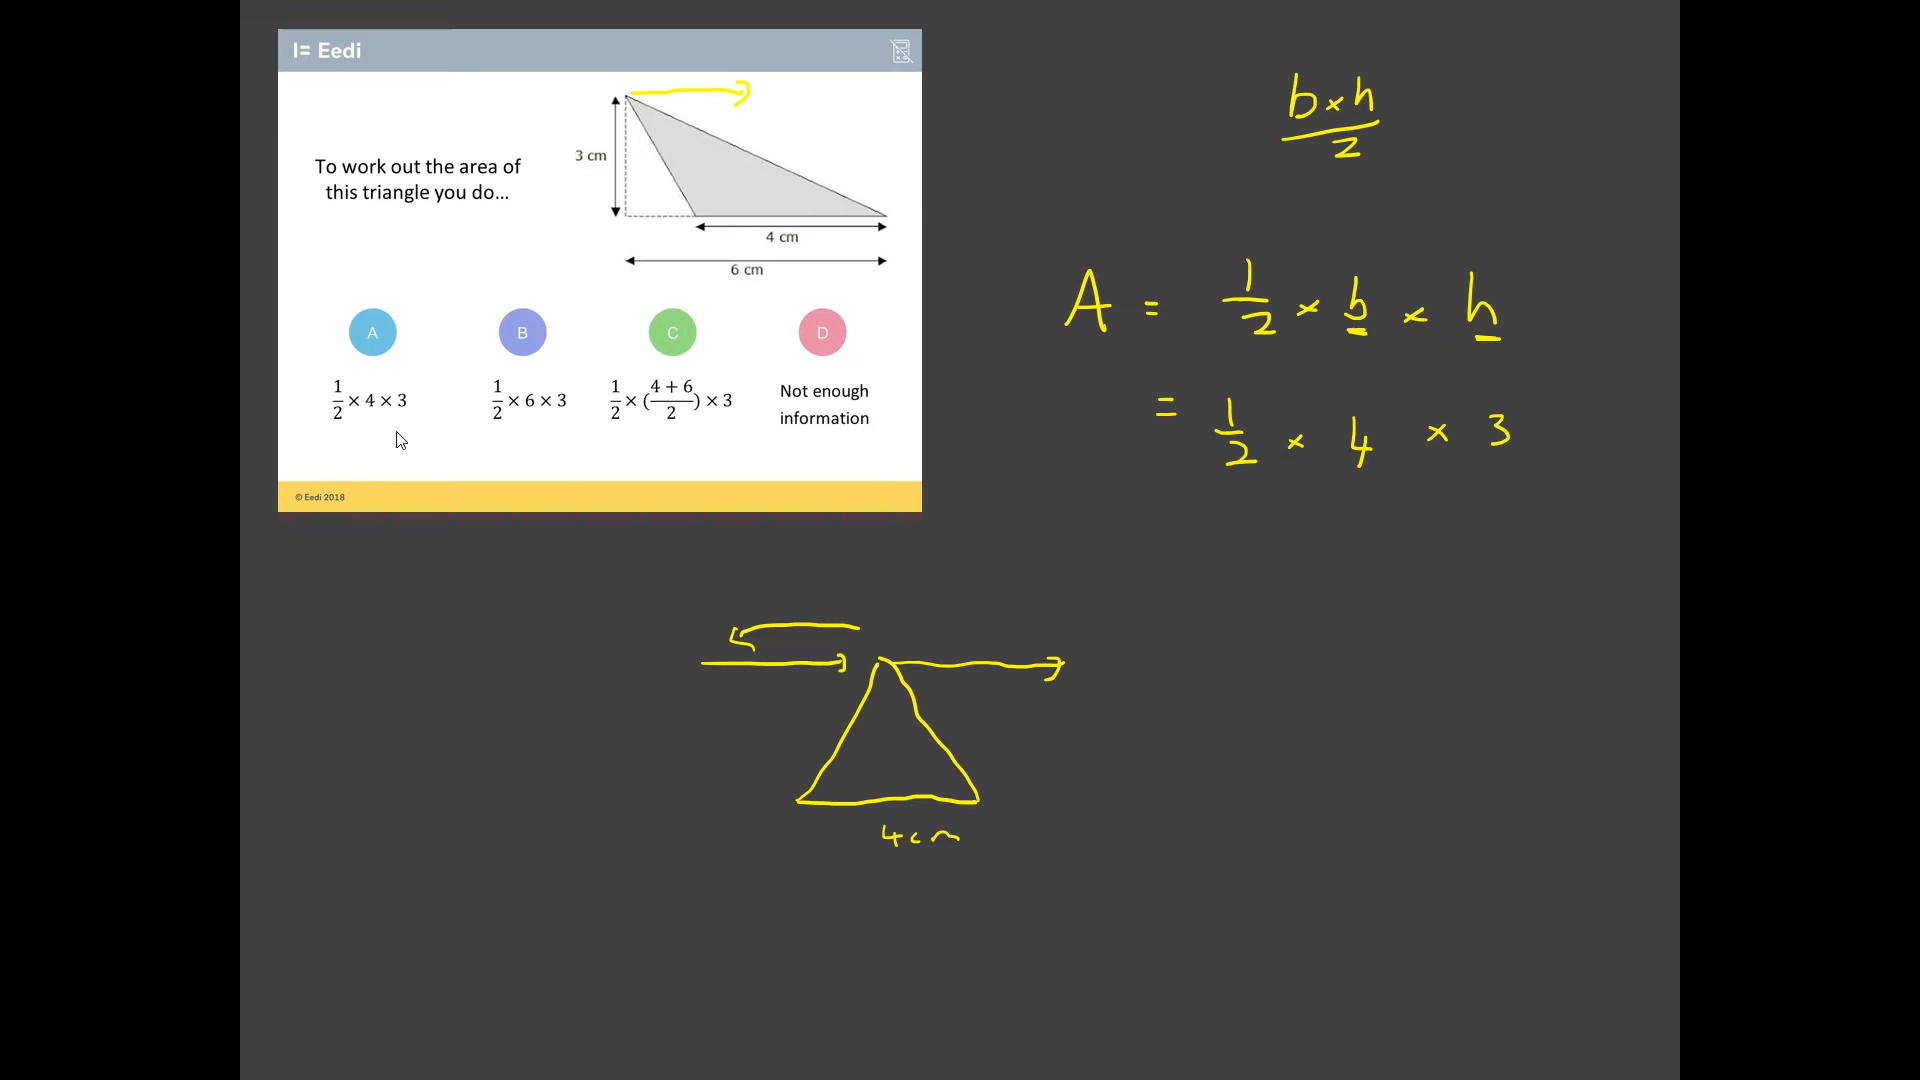 I= Eedi
To work out the area of
this triangle you do...
3 cm
4 cm
6 cm
A
B
C
D
1/2 × 4 × 3
1/2 × 6 × 3
1/2 × ((4 + 6)/2) × 3
Not enough
information
© Eedi 2018
b×h
2
A = 1/2 × b × h
= 1/2 × 4 × 3
4cm